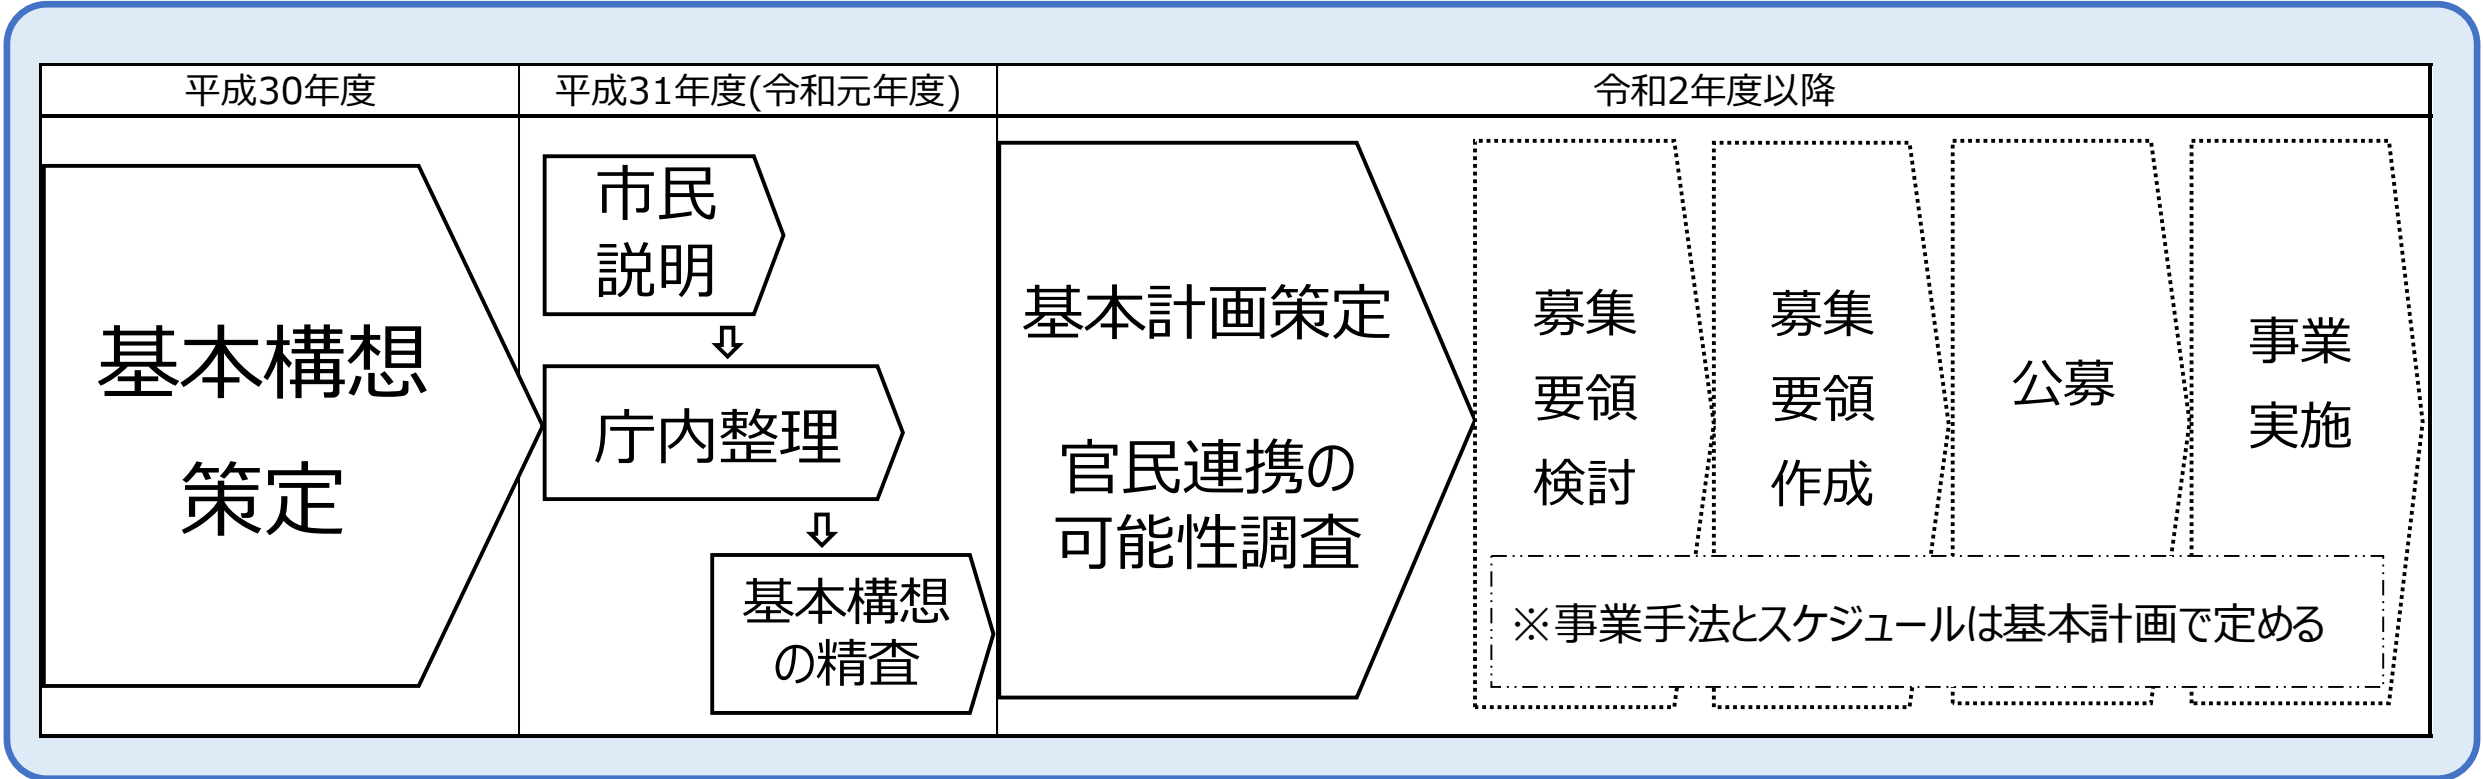 平成30年度
平成31年度(令和元年度)
令和2年度以降
基本構想
策定
市民
説明
庁内整理
基本構想
の精査
基本計画策定
官民連携の
可能性調査
募集
要領
検討
募集
要領
作成
公募
事業
実施
※事業手法とスケジュールは基本計画で定める